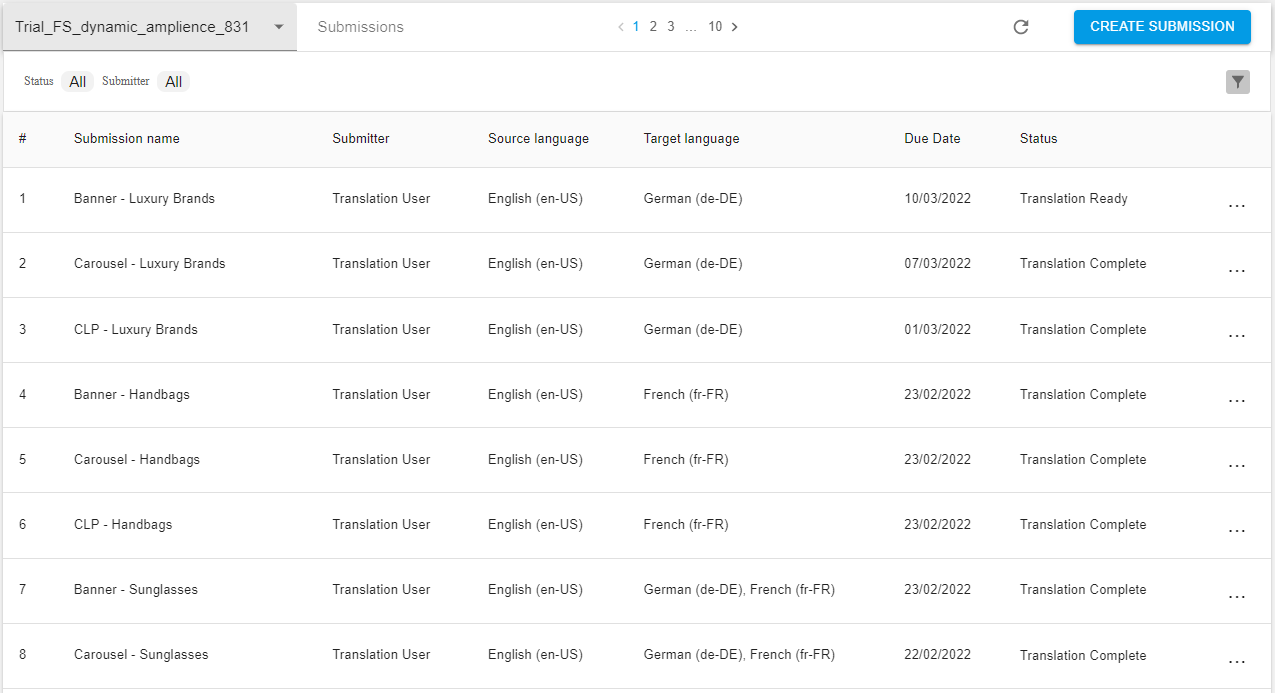 Trial_FS_dynamic_amplience_831 Submissions 1 2 3 ... 10 CREATE SUBMISSION
Status All Submitter All
# Submission name Submitter Source language Target language Due Date Status
1 Banner - Luxury Brands Translation User English (en-US) German (de-DE) 10/03/2022 Translation Ready ...
2 Carousel - Luxury Brands Translation User English (en-US) German (de-DE) 07/03/2022 Translation Complete ...
3 CLP - Luxury Brands Translation User English (en-US) German (de-DE) 01/03/2022 Translation Complete ...
4 Banner - Handbags Translation User English (en-US) French (fr-FR) 23/02/2022 Translation Complete ...
5 Carousel - Handbags Translation User English (en-US) French (fr-FR) 23/02/2022 Translation Complete ...
6 CLP - Handbags Translation User English (en-US) French (fr-FR) 23/02/2022 Translation Complete ...
7 Banner - Sunglasses Translation User English (en-US) German (de-DE), French (fr-FR) 23/02/2022 Translation Complete ...
8 Carousel - Sunglasses Translation User English (en-US) German (de-DE), French (fr-FR) 22/02/2022 Translation Complete ...